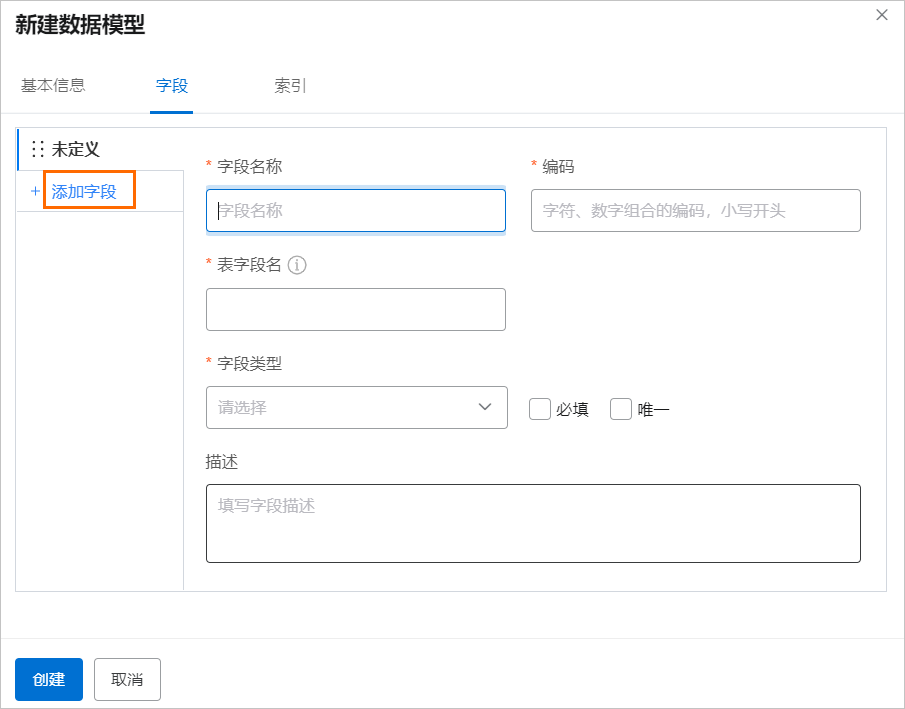 新建数据模型
基本信息 字段 索引
未定义
+ 添加字段
* 字段名称 * 编码
字段名称 字符、数字组合的编码，小写开头
* 表字段名
* 字段类型
请选择 必填 唯一
描述
填写字段描述
创建 取消